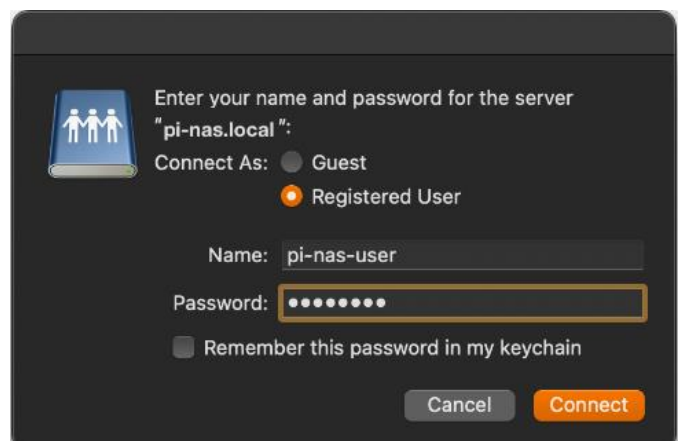 Enter your name and password for the server
"pi-nas.local":
Connect As: Guest
Registered User
Name: pi-nas-user
Password: ••••••••
Remember this password in my keychain
Cancel Connect